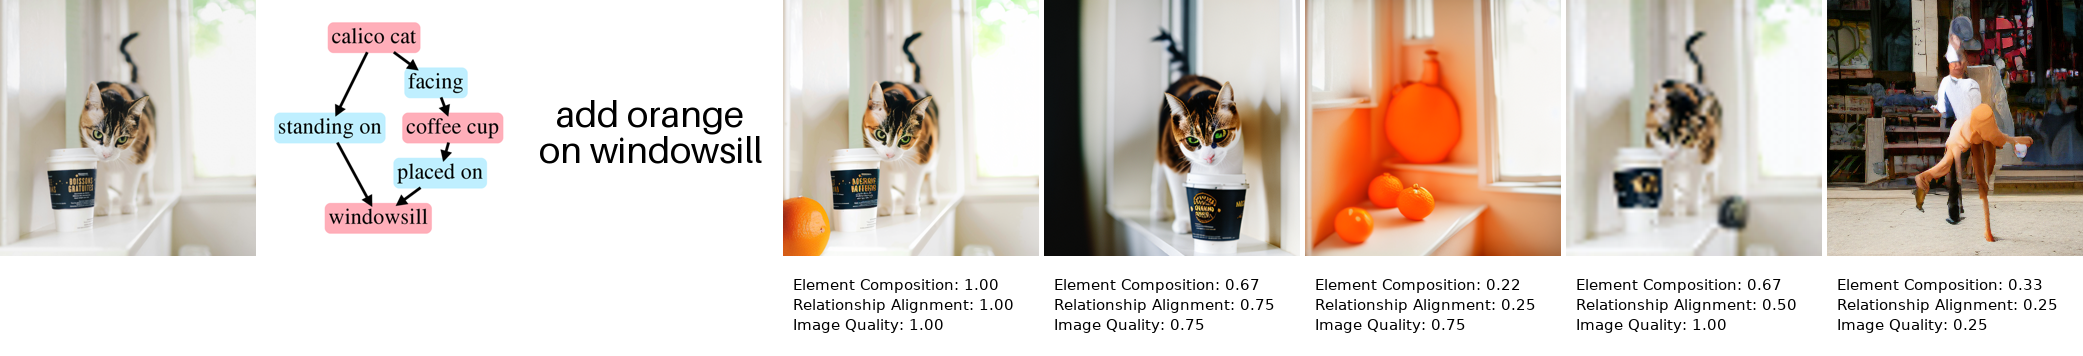 calico cat
facing
standing on
coffee cup
placed on
windowsill
add orange
on windowsill
BOISSONS
GRATUITES
Element Composition: 1.00
Relationship Alignment: 1.00
Image Quality: 1.00
Element Composition: 0.67
Relationship Alignment: 0.75
Image Quality: 0.75
Element Composition: 0.22
Relationship Alignment: 0.25
Image Quality: 0.75
Element Composition: 0.67
Relationship Alignment: 0.50
Image Quality: 1.00
Element Composition: 0.33
Relationship Alignment: 0.25
Image Quality: 0.25